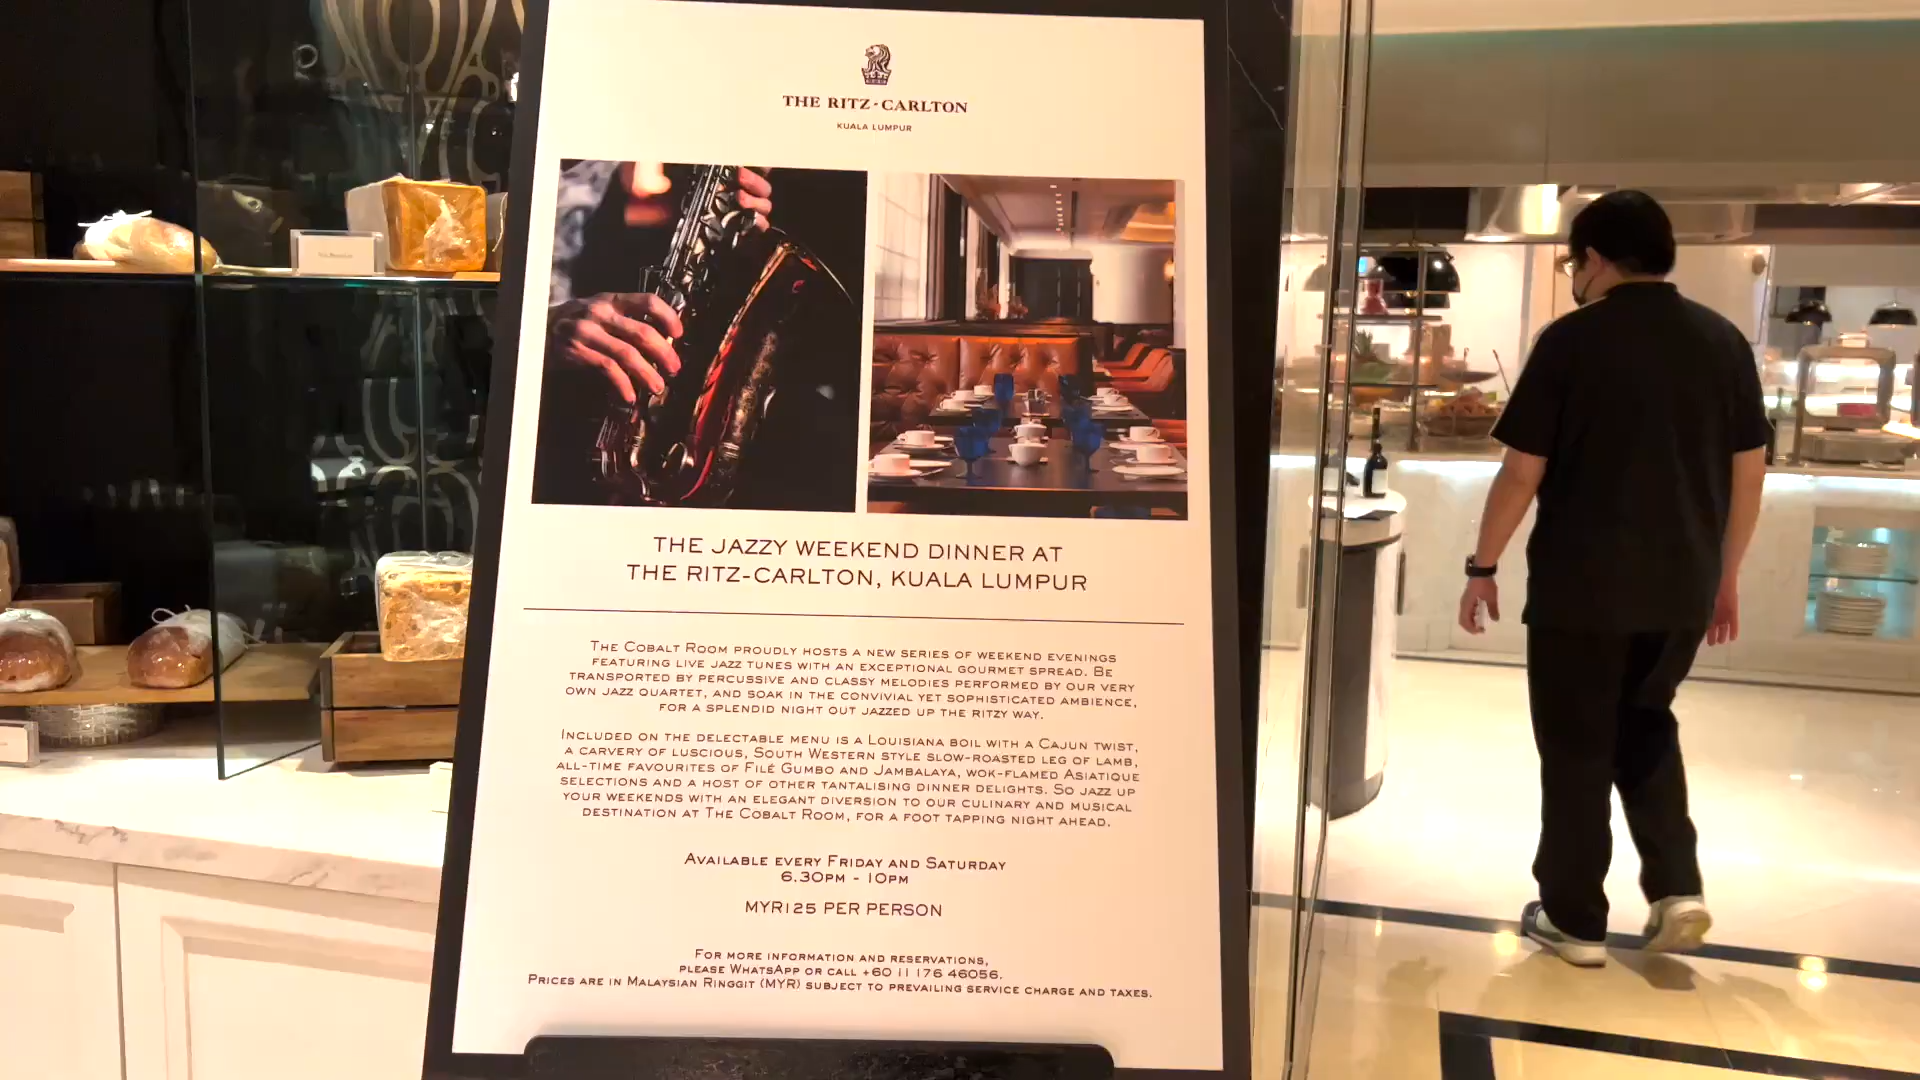 THE RITZ-CARLTON
KUALA LUMPUR
THE JAZZY WEEKEND DINNER AT
THE RITZ-CARLTON, KUALA LUMPUR
THE COBALT ROOM PROUDLY HOSTS A NEW SERIES OF WEEKEND EVENINGS
FEATURING LIVE JAZZ TUNES WITH AN EXCEPTIONAL GOURMET SPREAD. BE
TRANSPORTED BY PERCUSSIVE AND CLASSY MELODIES PERFORMED BY OUR VERY
OWN JAZZ QUARTET, AND SOAK IN THE CONVIVIAL YET SOPHISTICATED AMBIENCE,
FOR A SPLENDID NIGHT OUT JAZZED UP THE RITZY WAY.
INCLUDED ON THE DELECTABLE MENU IS A LOUISIANA BOIL WITH A CAJUN TWIST,
A CARVERY OF LUSCIOUS, SOUTH WESTERN STYLE SLOW-ROASTED LEG OF LAMB,
ALL-TIME FAVOURITES OF FILÉ GUMBO AND JAMBALAYA, WOK-FLAMED ASIATIQUE
SELECTIONS AND A HOST OF OTHER TANTALISING DINNER DELIGHTS. SO JAZZ UP
YOUR WEEKENDS WITH AN ELEGANT DIVERSION TO OUR CULINARY AND MUSICAL
DESTINATION AT THE COBALT ROOM, FOR A FOOT TAPPING NIGHT AHEAD.
AVAILABLE EVERY FRIDAY AND SATURDAY
6.30PM - 10PM
MYR125 PER PERSON
FOR MORE INFORMATION AND RESERVATIONS,
PLEASE WHATSAPP OR CALL +60 11 176 46056.
PRICES ARE IN MALAYSIAN RINGGIT (MYR) SUBJECT TO PREVAILING SERVICE CHARGE AND TAXES.